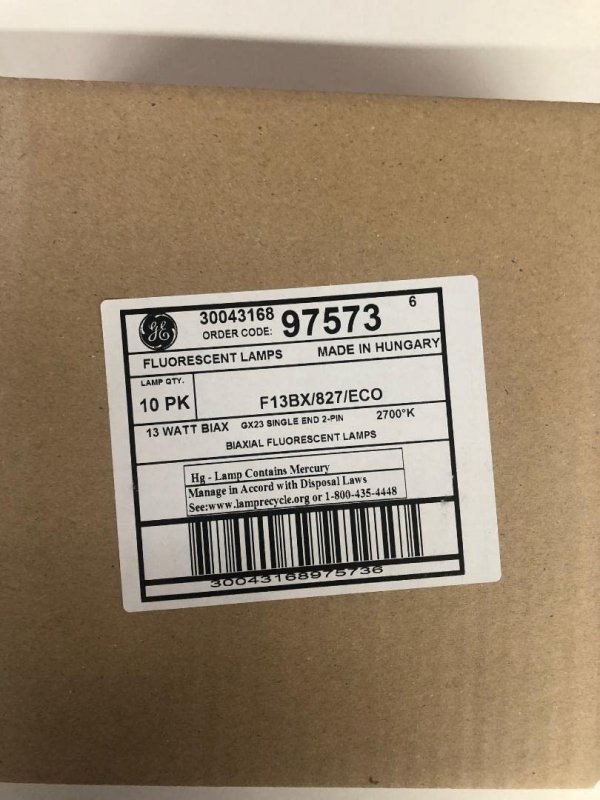 GE
30043168
ORDER CODE: 97573 6
FLUORESCENT LAMPS MADE IN HUNGARY
LAMP QTY.
10 PK F13BX/827/ECO
13 WATT BIAX GX23 SINGLE END 2-PIN 2700°K
BIAXIAL FLUORESCENT LAMPS
Hg - Lamp Contains Mercury
Manage in Accord with Disposal Laws
See:www.lamprecycle.org or 1-800-435-4448
30043168975736